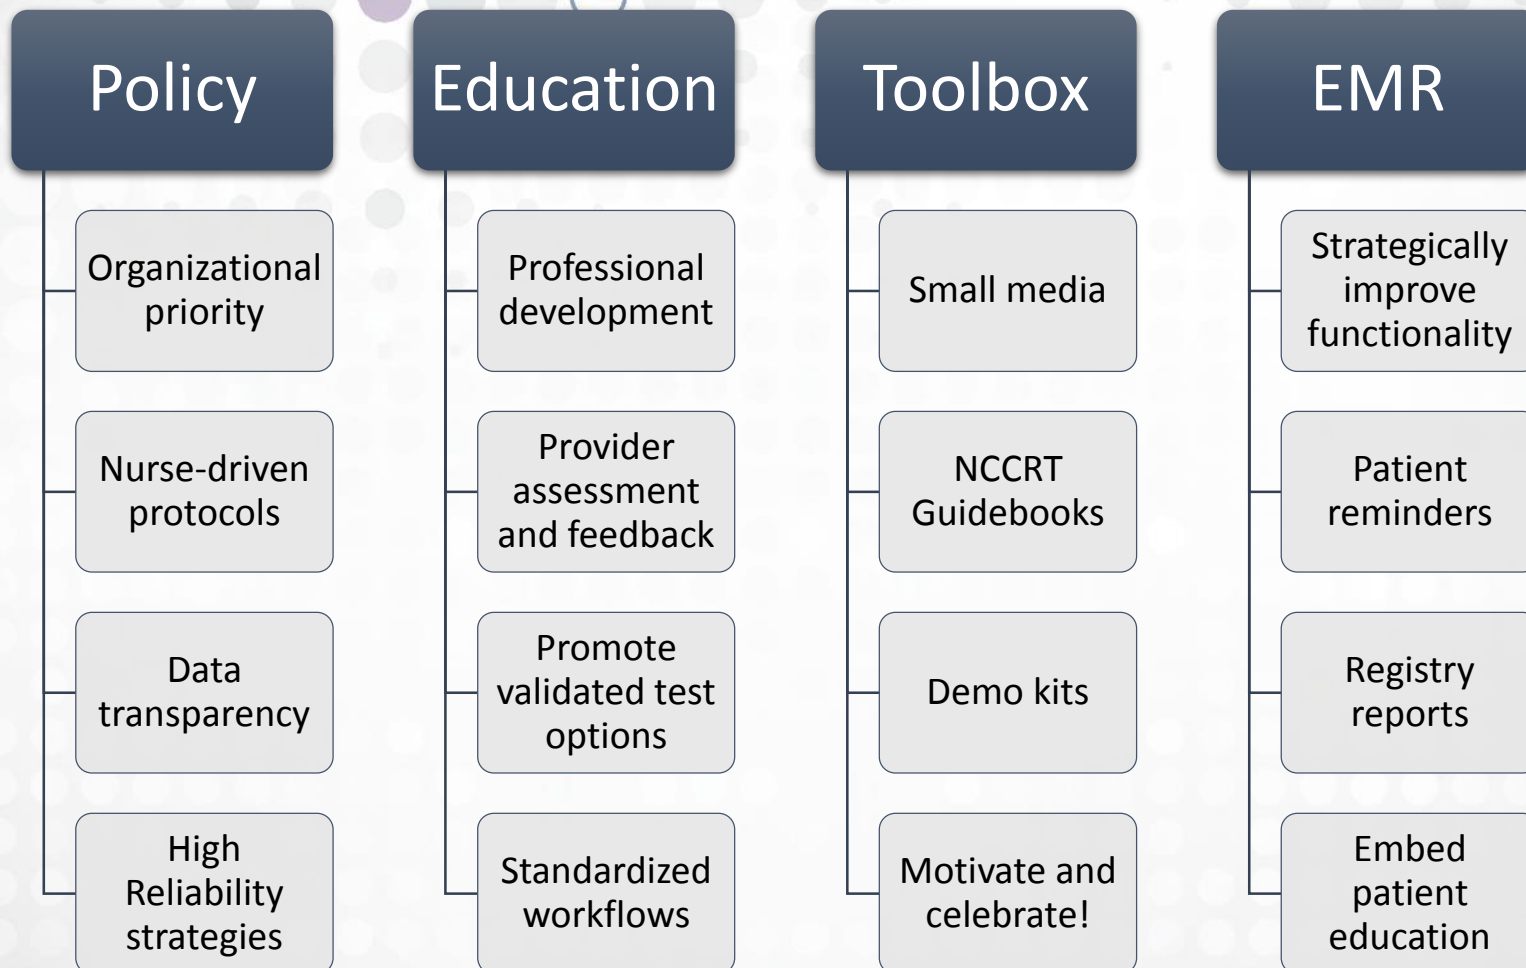 Policy
Organizational
priority
Nurse-driven
protocols
Data
transparency
High
Reliability
strategies
Education
Professional
development
Provider
assessment
and feedback
Promote
validated test
options
Standardized
workflows
Toolbox
Small media
NCCRT
Guidebooks
Demo kits
Motivate and
celebrate!
EMR
Strategically
improve
functionality
Patient
reminders
Registry
reports
Embed
patient
education